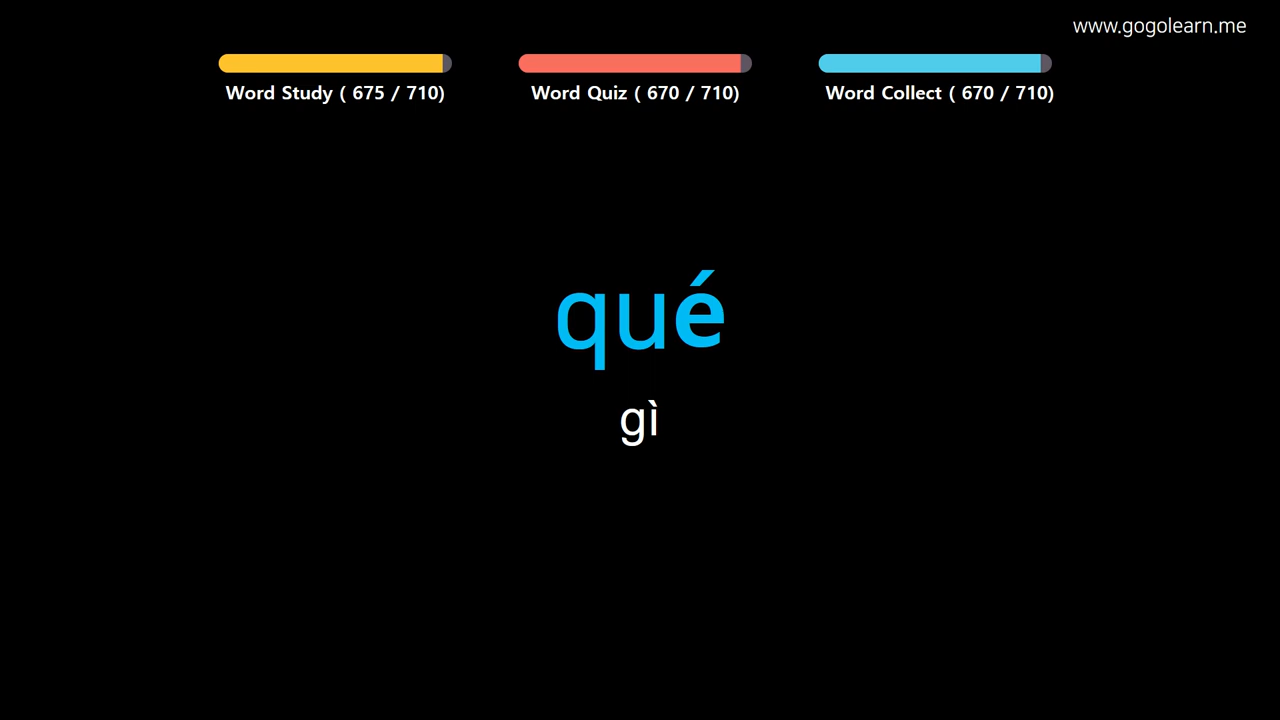 www.gogolearn.me
Word Study ( 675 / 710)
Word Quiz ( 670 / 710)
Word Collect ( 670 / 710)
qué
gì